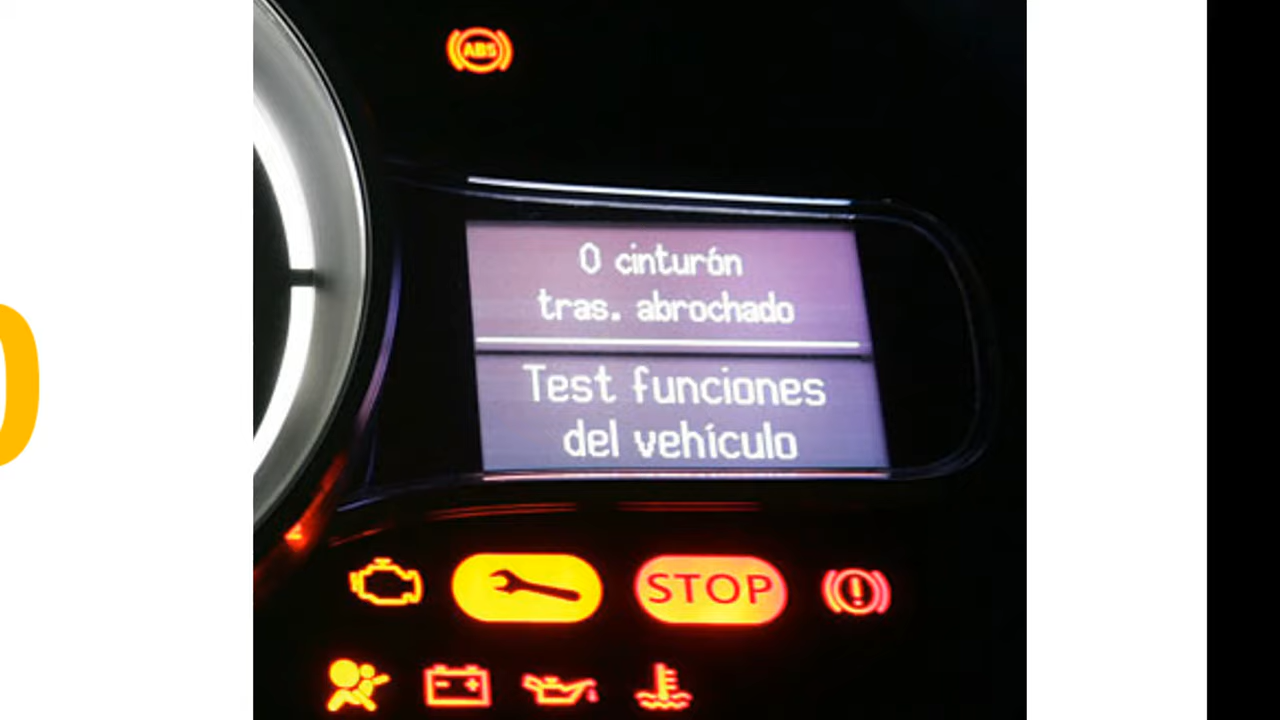 ABS
0 cinturón
tras. abrochado
Test funciones
del vehículo
STOP